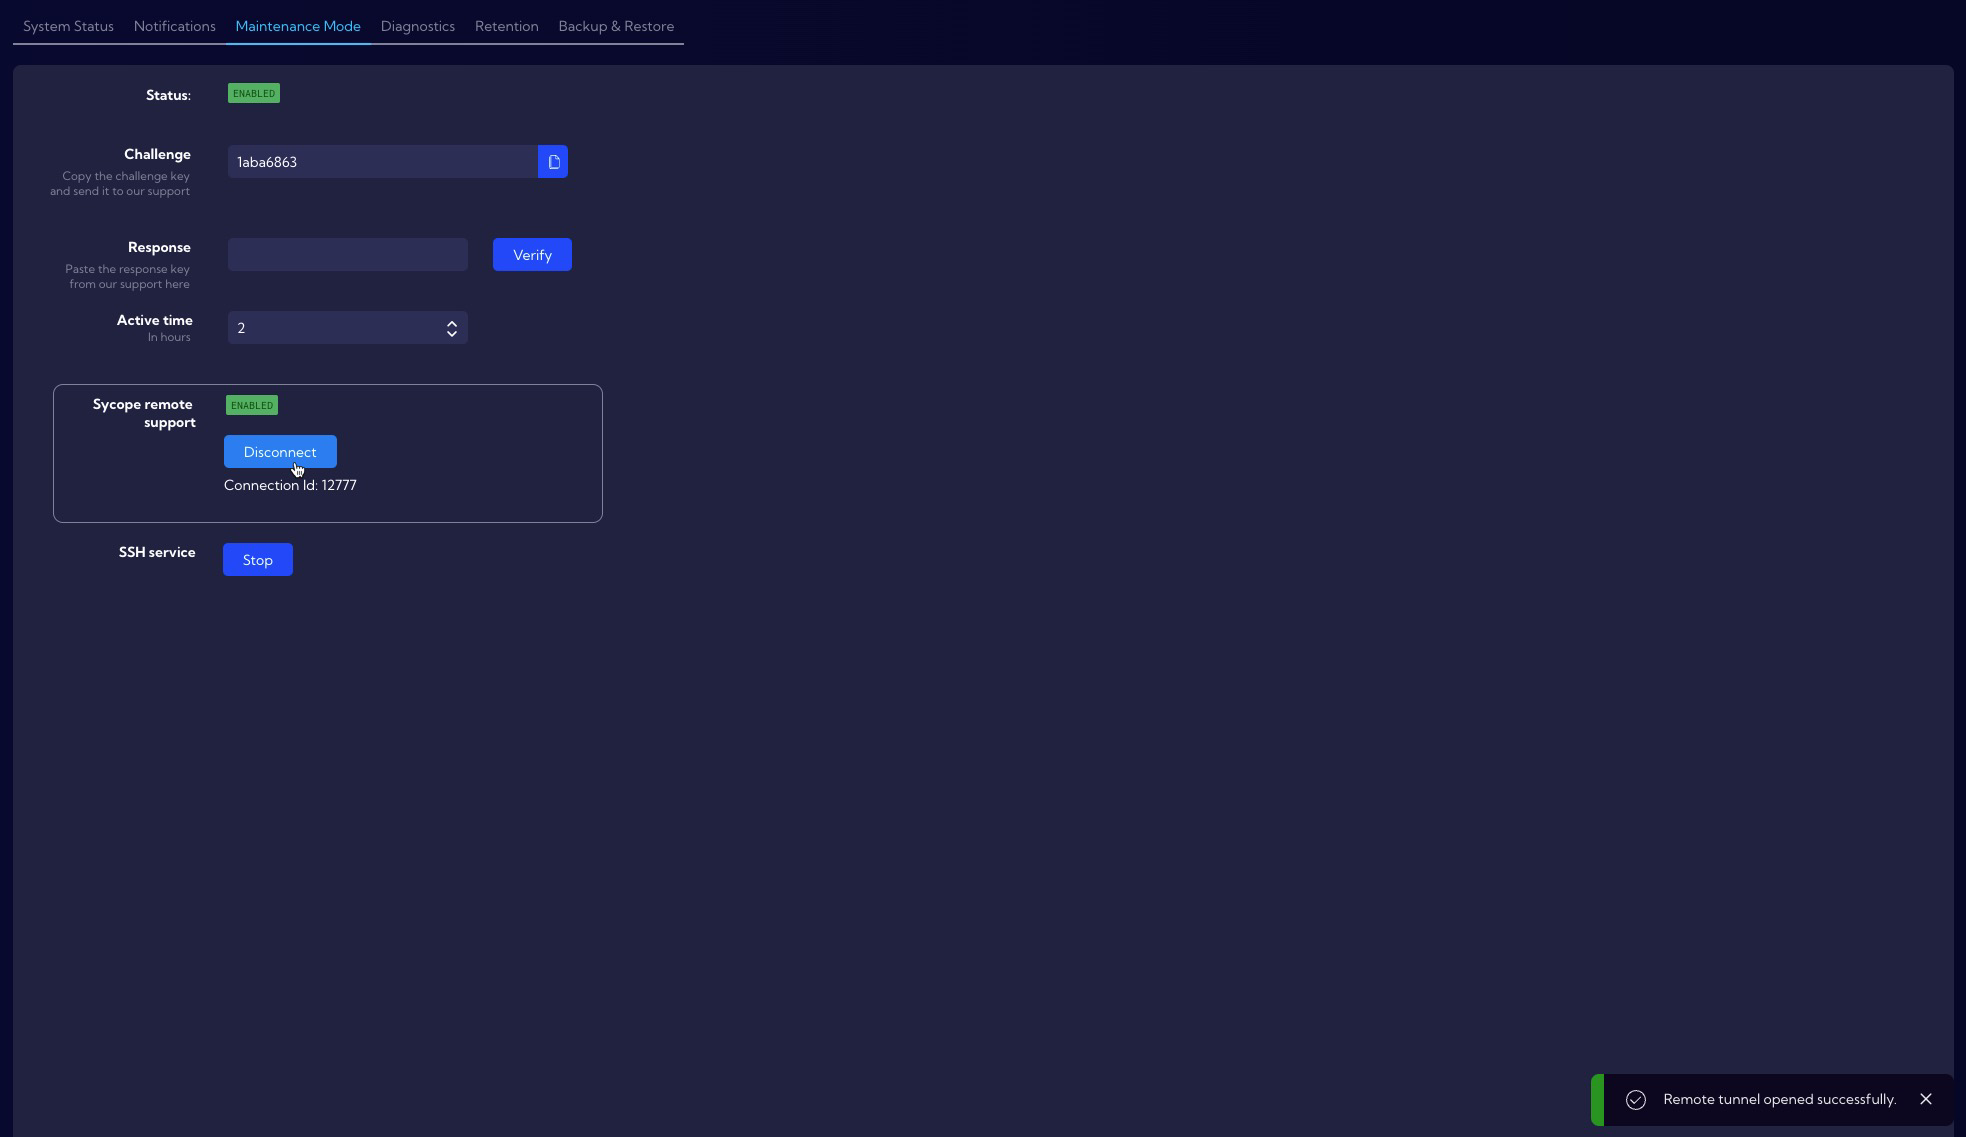 System Status Notifications Maintenance Mode Diagnostics Retention Backup & Restore
Status: ENABLED
Challenge
Copy the challenge key
and send it to our support
1aba6863
Response
Paste the response key
from our support here
Verify
Active time
In hours
2
Sycope remote
support
ENABLED
Disconnect
Connection Id: 12777
SSH service
Stop
Remote tunnel opened successfully.